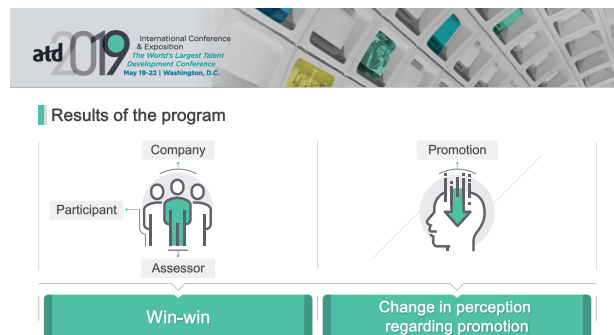 atd 2019
International Conference
& Exposition
The World's Largest Talent
Development Conference
May 19-22 | Washington, D.C.
Results of the program
Company
Promotion
Participant
Assessor
Win-win
Change in perception
regarding promotion